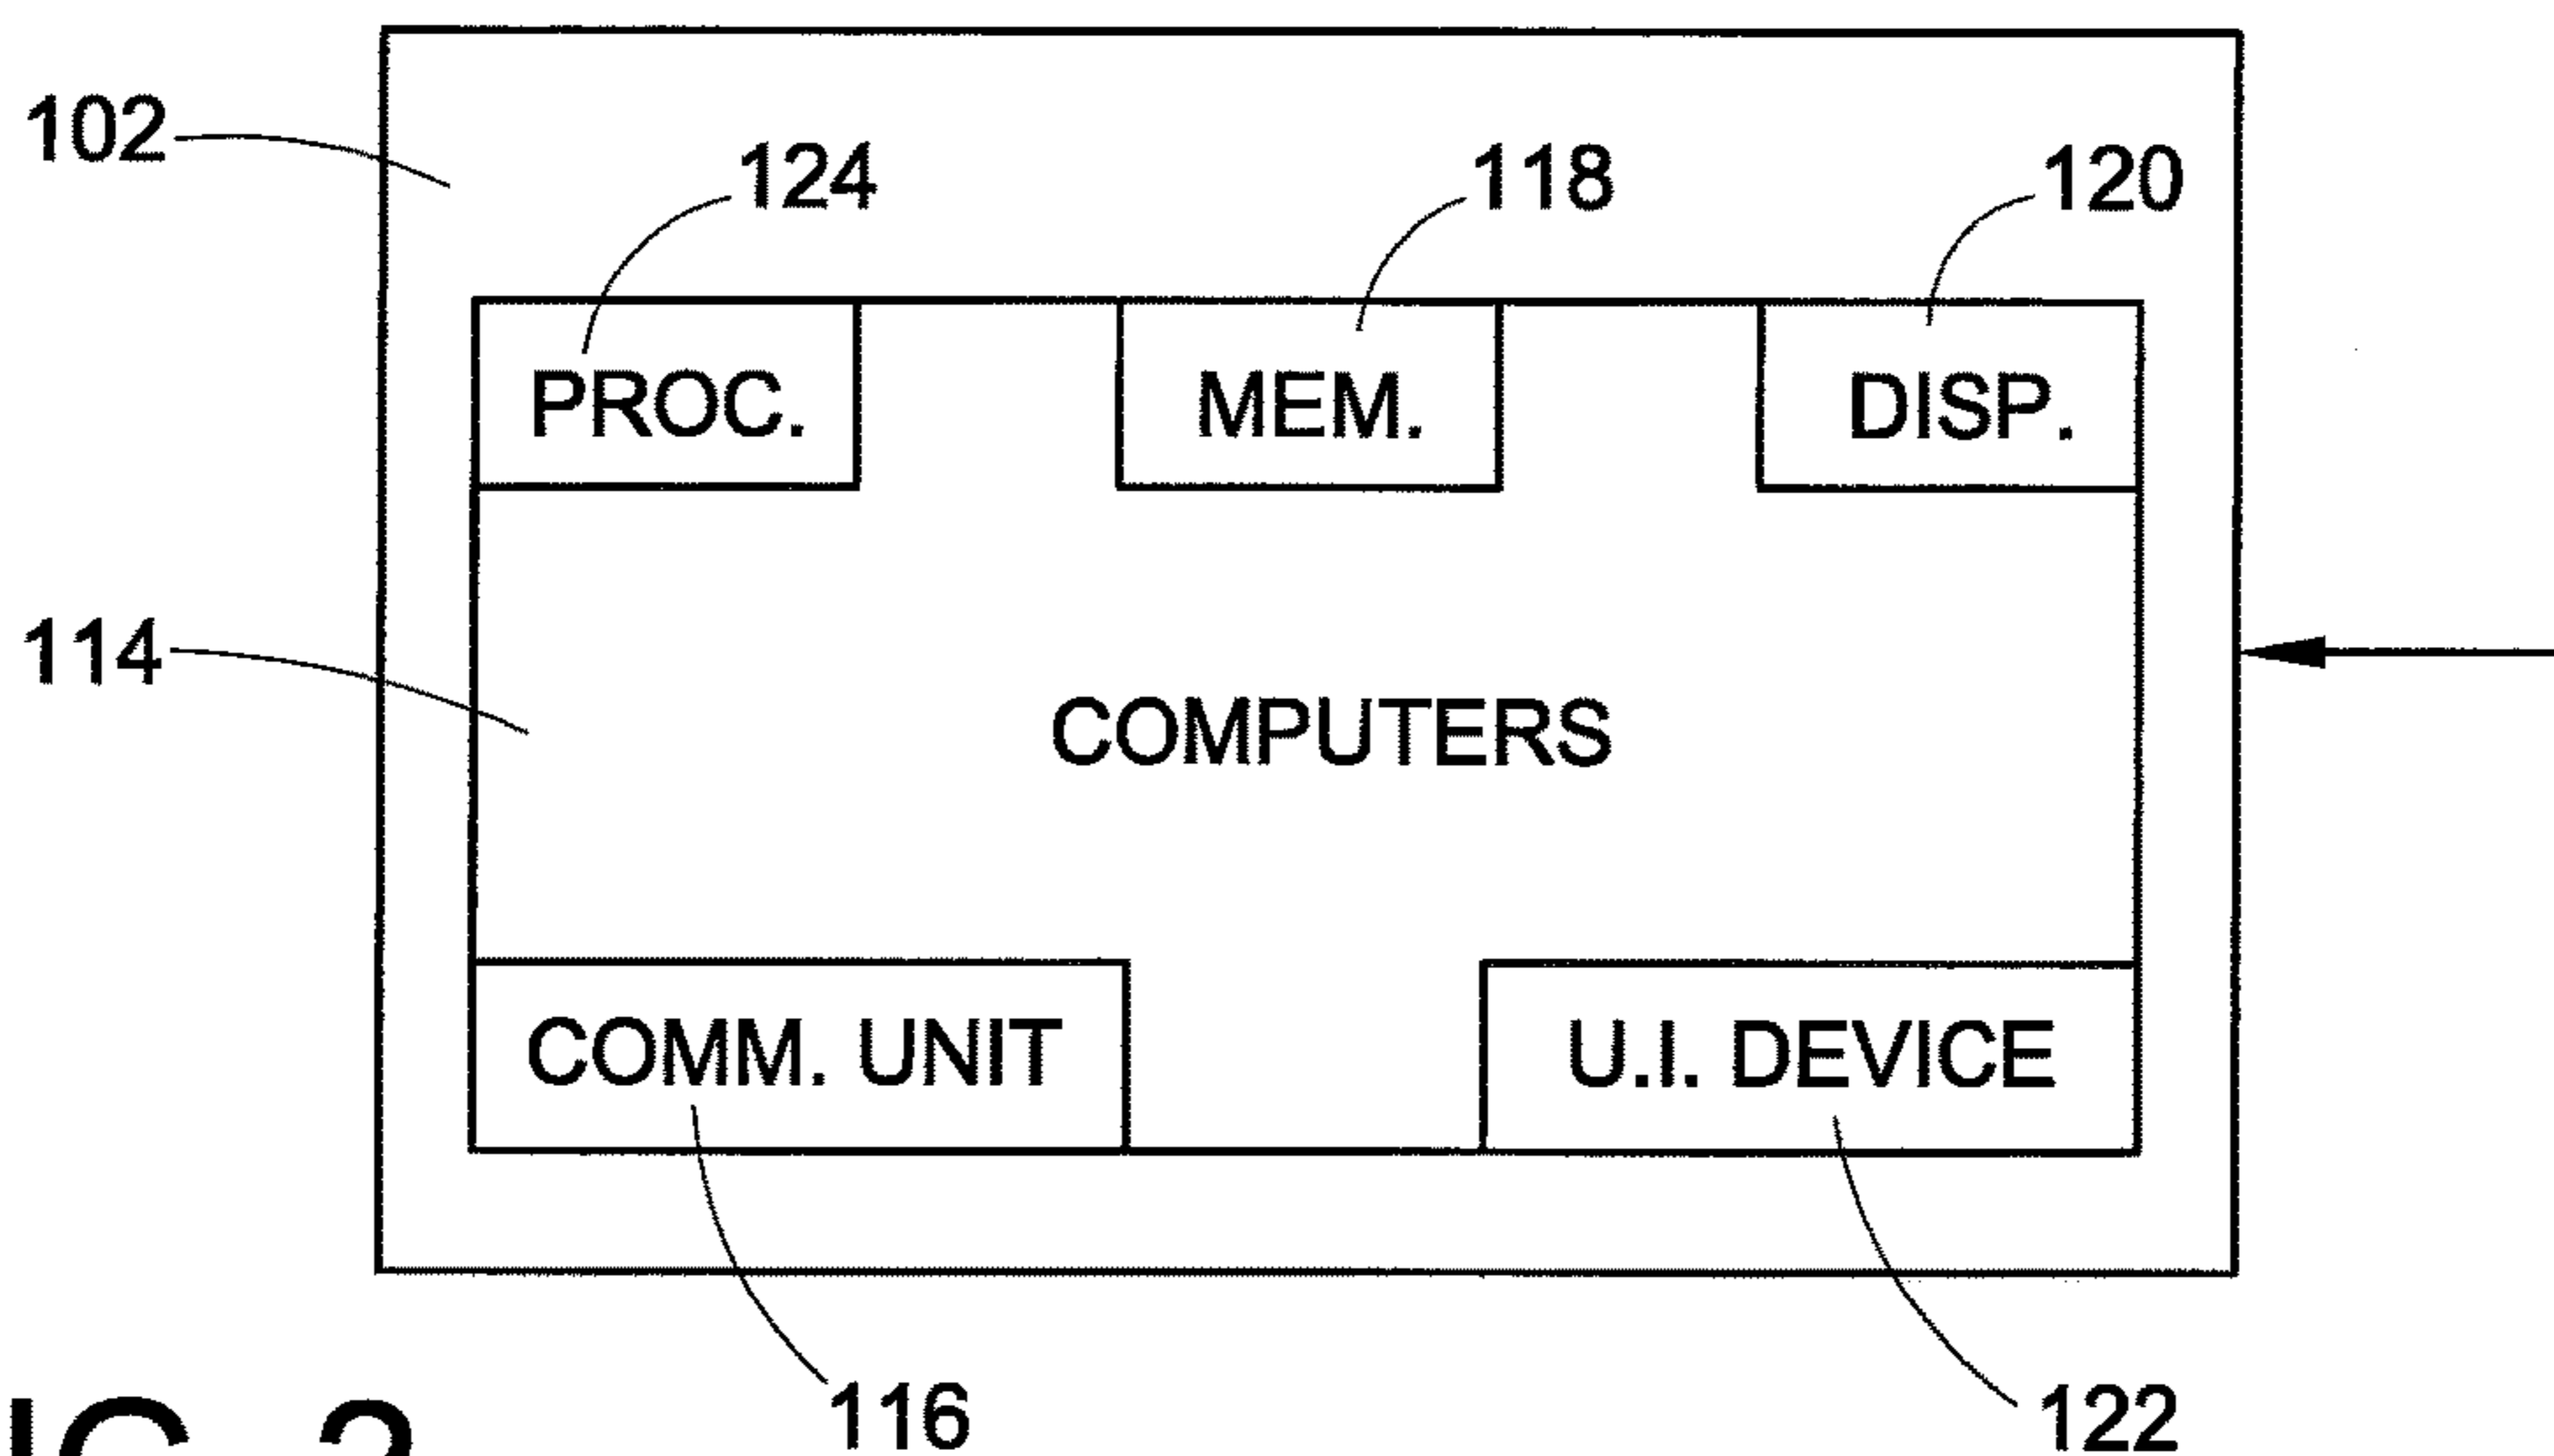 102
124 118 120
PROC. MEM. DISP.
114
COMPUTERS
COMM. UNIT U.I. DEVICE
116 122